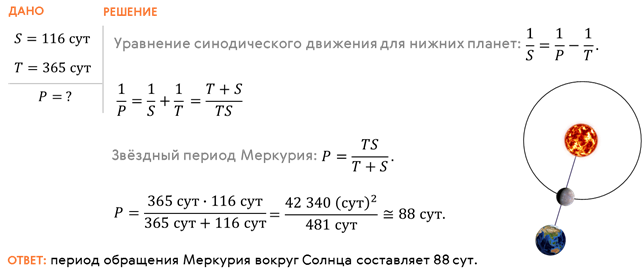 ДАНО
РЕШЕНИЕ
S = 116 сут
T = 365 сут
P = ?
Уравнение синодического движения для нижних планет: 1/S = 1/P − 1/T.
1/P = 1/S + 1/T = (T + S)/(TS)
Звёздный период Меркурия: P = TS/(T + S).
P = (365 сут · 116 сут)/(365 сут + 116 сут) = (42 340 (сут)²)/(481 сут) ≅ 88 сут.
ОТВЕТ: период обращения Меркурия вокруг Солнца составляет 88 сут.